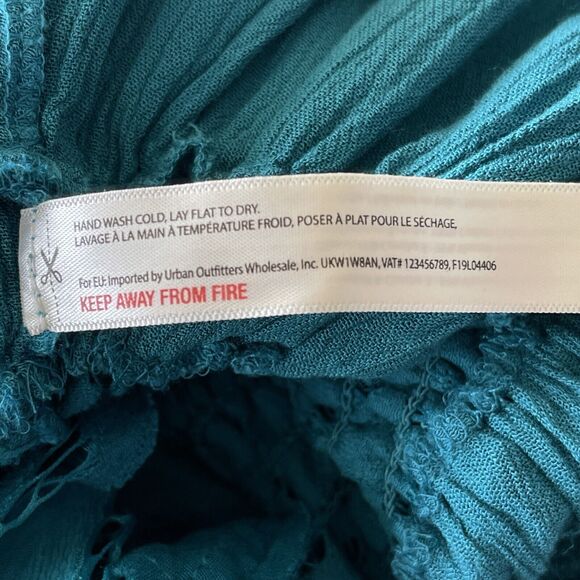 HAND WASH COLD, LAY FLAT TO DRY.
LAVAGE À LA MAIN À TEMPÉRATURE FROID, POSER À PLAT POUR LE SÉCHAGE,
For EU: Imported by Urban Outfitters Wholesale, Inc. UKW1W8AN, VAT# 123456789, F19L04406
KEEP AWAY FROM FIRE